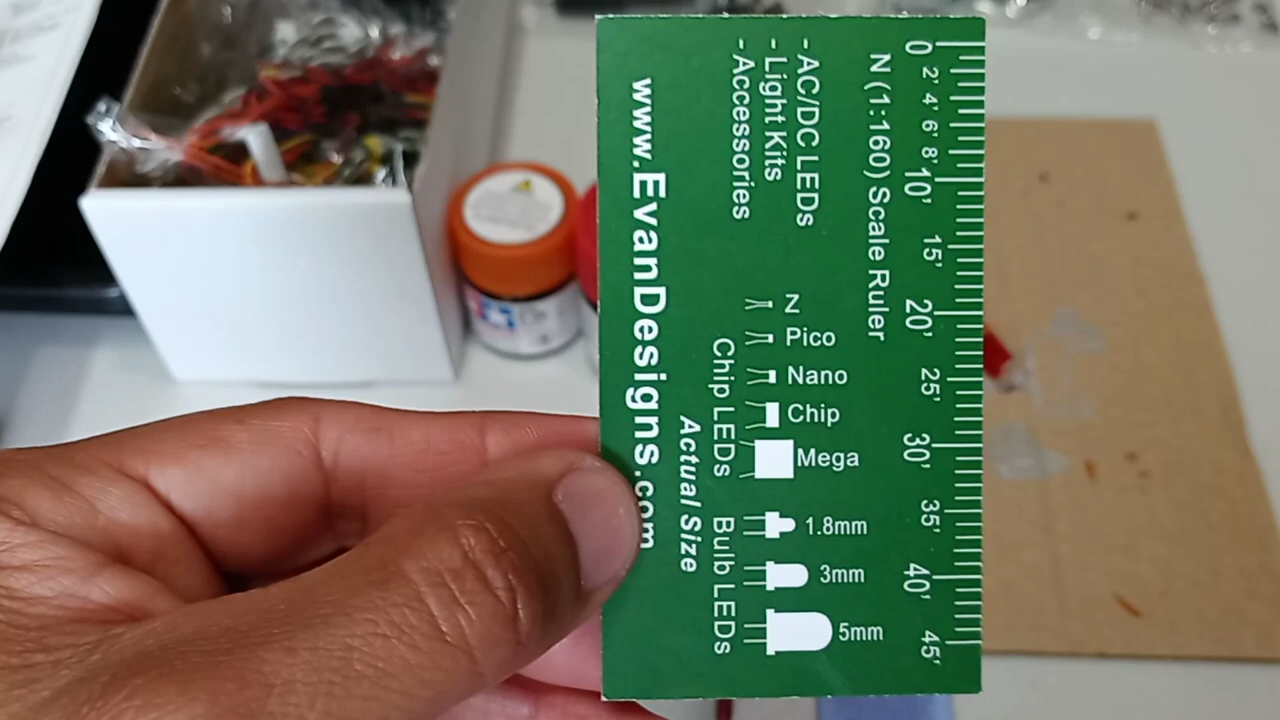 0 2' 4' 6' 8' 10' 15' 20' 25' 30' 35' 40' 45'
N (1:160) Scale Ruler
- AC/DC LEDs
- Light Kits
- Accessories
N
Pico
Nano
Chip
Mega
1.8mm
3mm
5mm
Chip LEDs
Bulb LEDs
Actual Size
www.EvanDesigns.com